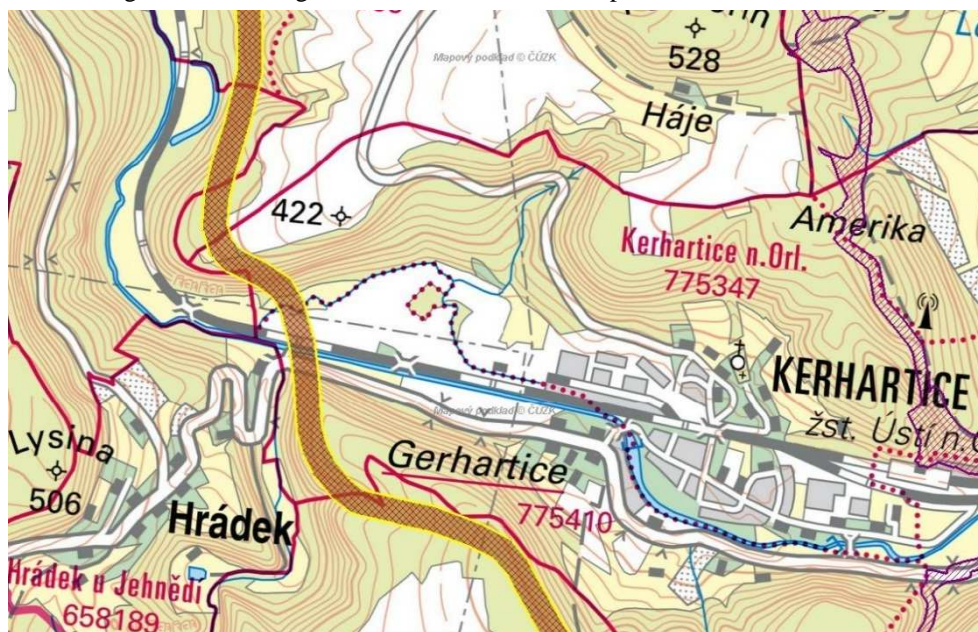 Mapový podklad © ČÚZK
528
Háje
422
Amerika
Kerhartice n.Orl.
775347
KERHARTICE
žst. Ústí n.
Mapový podklad © ČÚZK
Lysina
Gerhartice
506
Hrádek
775410
Hrádek u Jehnědí
658189